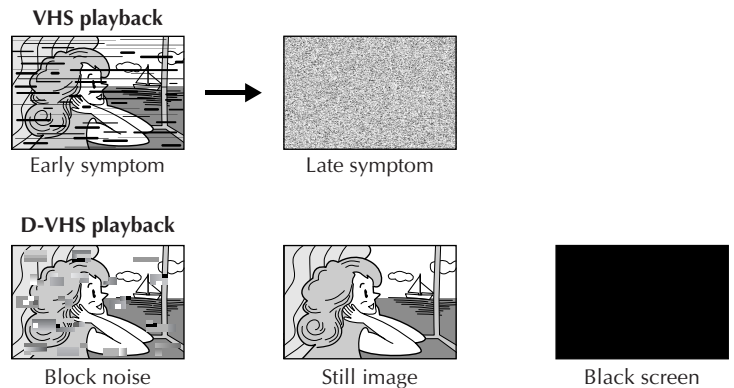 VHS playback
Early symptom
Late symptom
D-VHS playback
Block noise
Still image
Black screen